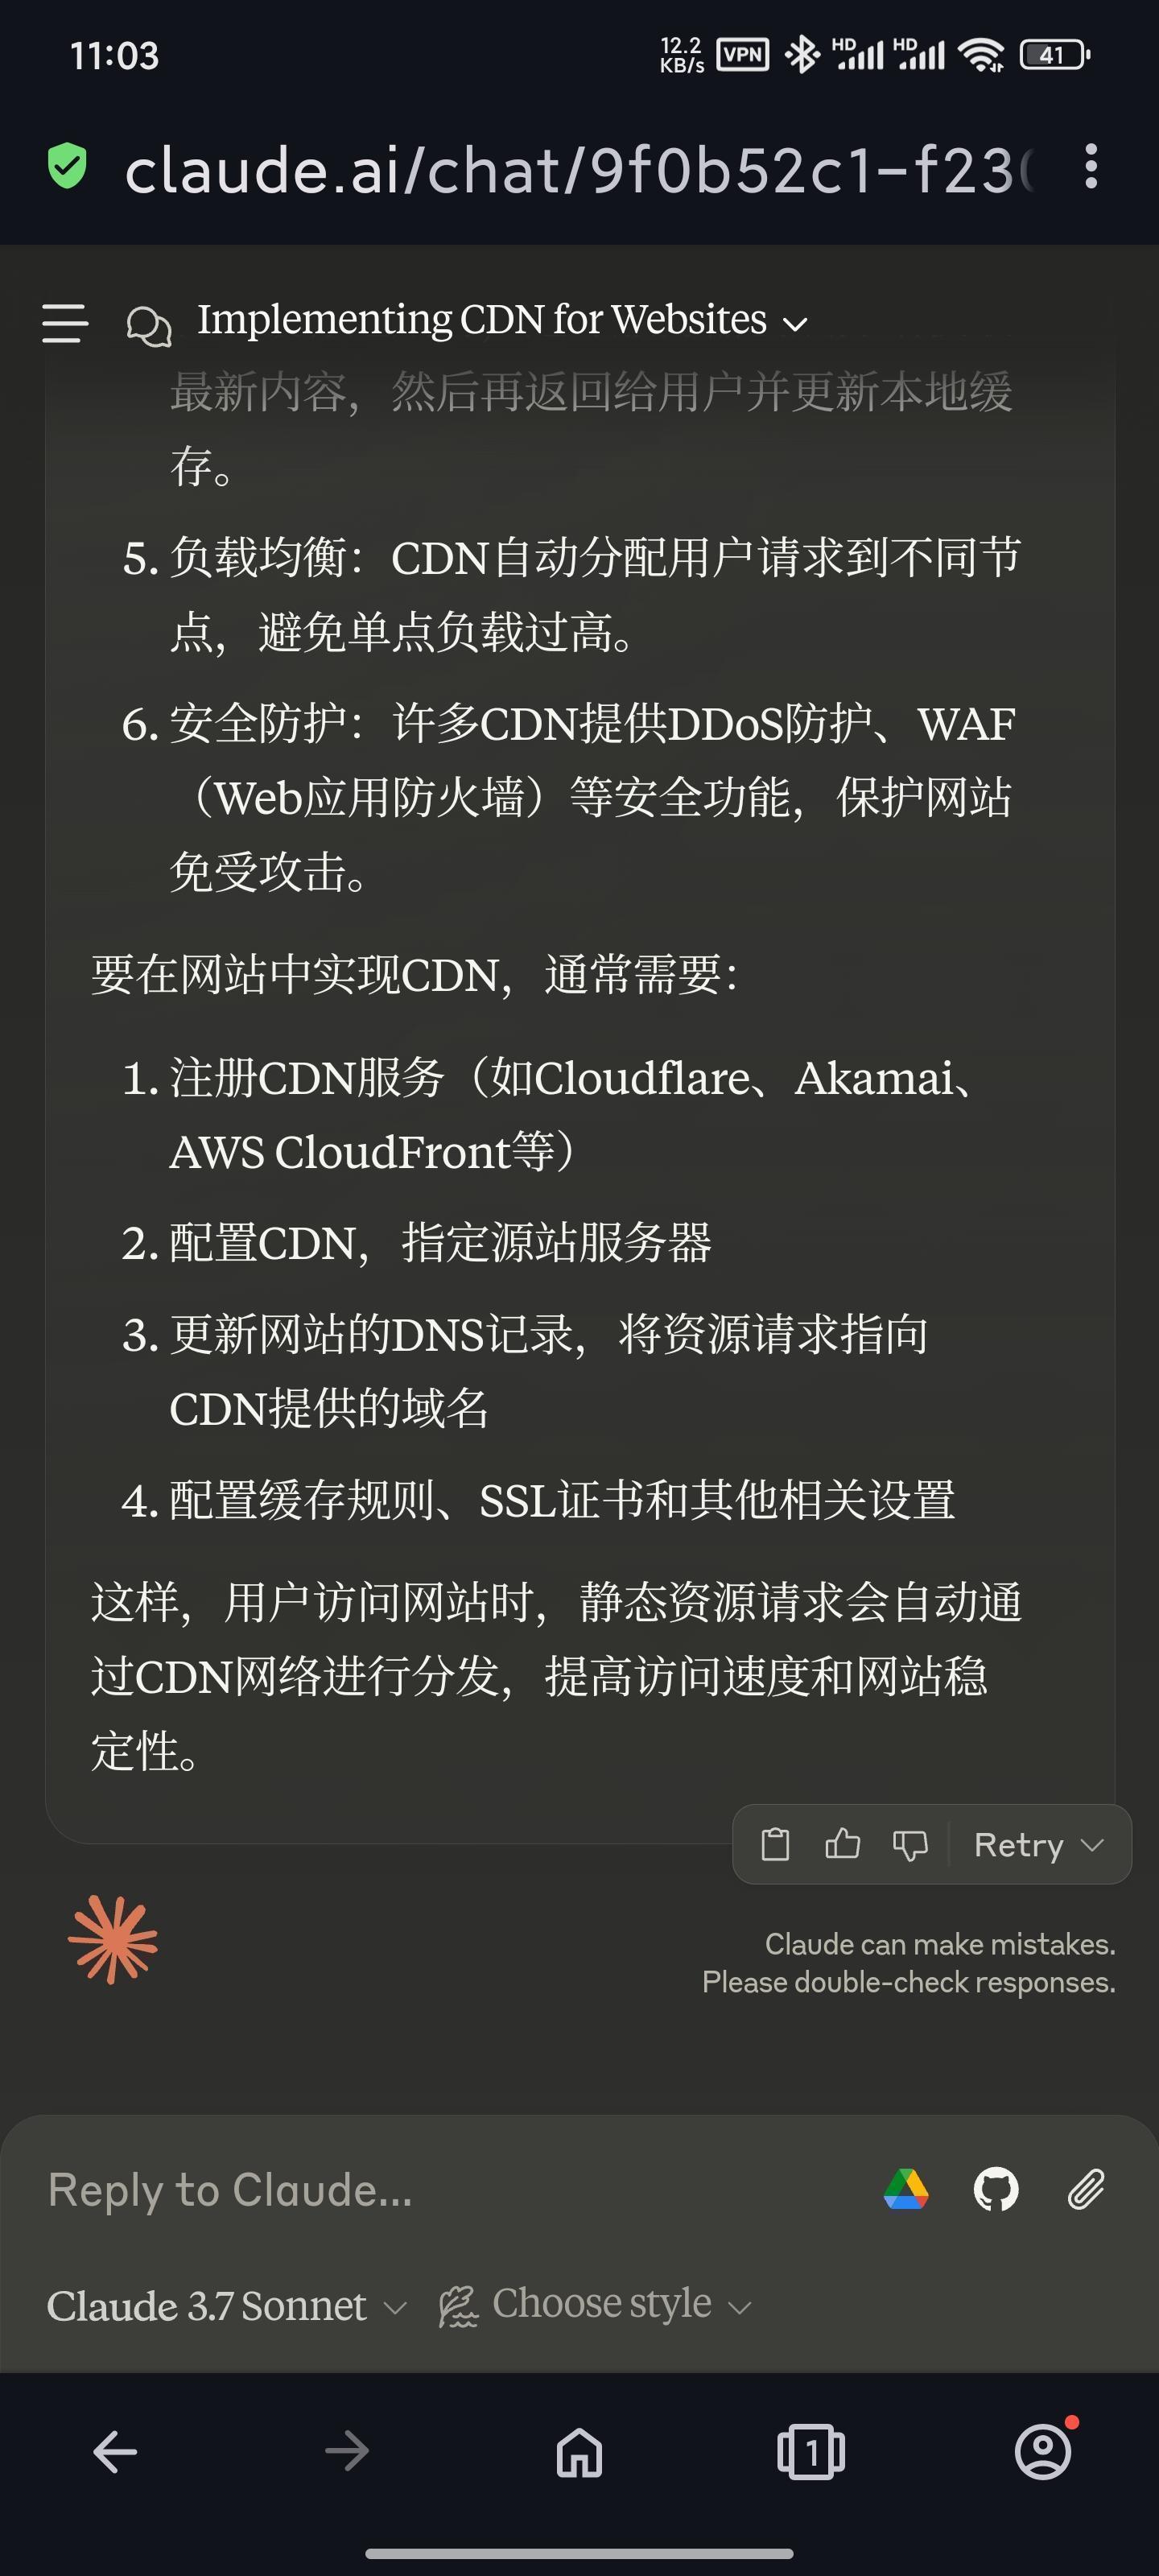 11:03
12.2
KB/s
VPN
HD
HD
41
claude.ai/chat/9f0b52c1-f23
Implementing CDN for Websites
最新内容，然后再返回给用户并更新本地缓
存。
5. 负载均衡：CDN自动分配用户请求到不同节
点，避免单点负载过高。
6. 安全防护：许多CDN提供DDoS防护、WAF
（Web应用防火墙）等安全功能，保护网站
免受攻击。
要在网站中实现CDN，通常需要：
1. 注册CDN服务（如Cloudflare、Akamai、
AWS CloudFront等）
2. 配置CDN，指定源站服务器
3. 更新网站的DNS记录，将资源请求指向
CDN提供的域名
4. 配置缓存规则、SSL证书和其他相关设置
这样，用户访问网站时，静态资源请求会自动通
过CDN网络进行分发，提高访问速度和网站稳
定性。
Retry
Claude can make mistakes.
Please double-check responses.
Reply to Claude...
Claude 3.7 Sonnet
Choose style
1